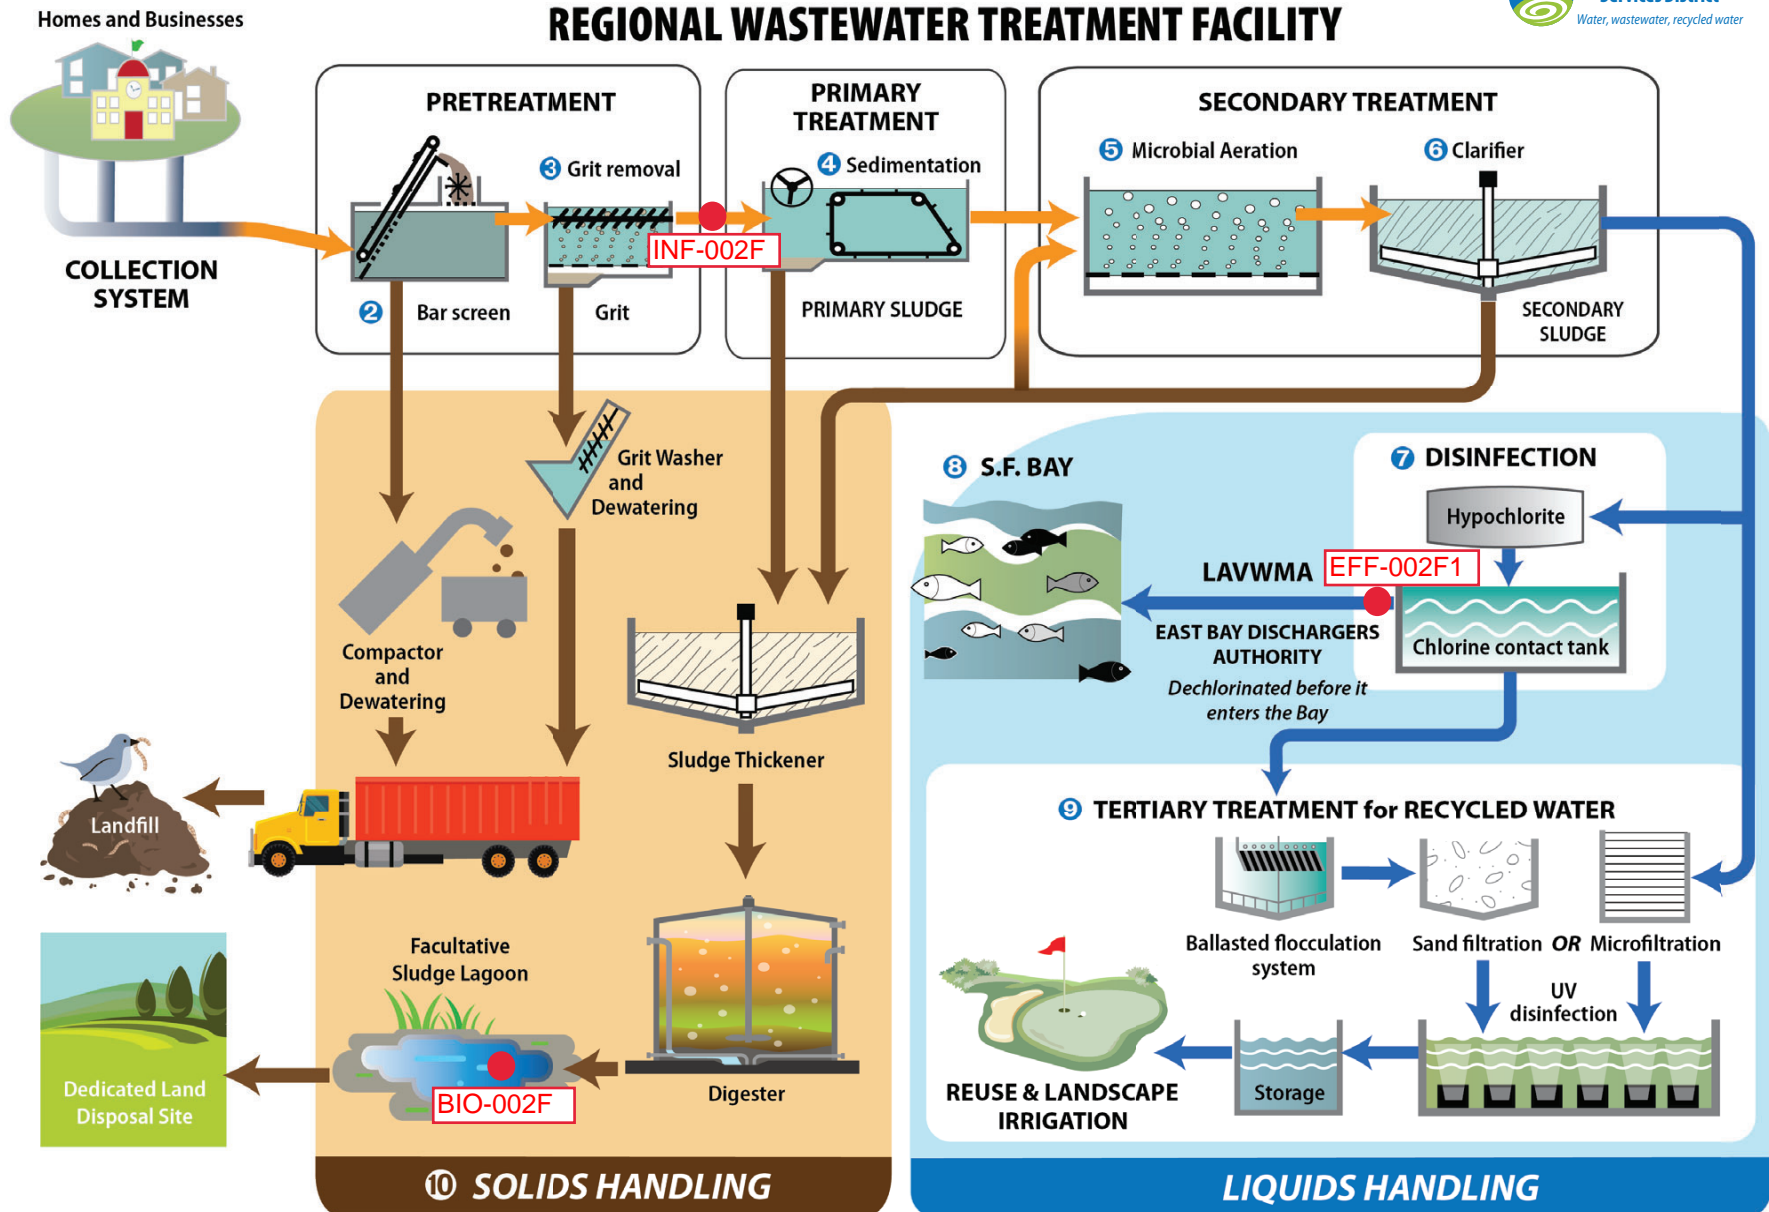 REGIONAL WASTEWATER TREATMENT FACILITY
Services District
Water, wastewater, recycled water
Homes and Businesses
COLLECTION
SYSTEM
PRETREATMENT
2 Bar screen
3 Grit removal
Grit
INF-002F
PRIMARY
TREATMENT
4 Sedimentation
PRIMARY SLUDGE
SECONDARY TREATMENT
5 Microbial Aeration
6 Clarifier
SECONDARY
SLUDGE
Grit Washer
and
Dewatering
Compactor
and
Dewatering
Sludge Thickener
Landfill
Facultative
Sludge Lagoon
BIO-002F
Digester
Dedicated Land
Disposal Site
10 SOLIDS HANDLING
8 S.F. BAY
7 DISINFECTION
Hypochlorite
LAVWMA
EFF-002F1
Chlorine contact tank
EAST BAY DISCHARGERS
AUTHORITY
Dechlorinated before it
enters the Bay
9 TERTIARY TREATMENT for RECYCLED WATER
Ballasted flocculation
system
Sand filtration OR Microfiltration
UV
disinfection
Storage
REUSE & LANDSCAPE
IRRIGATION
LIQUIDS HANDLING